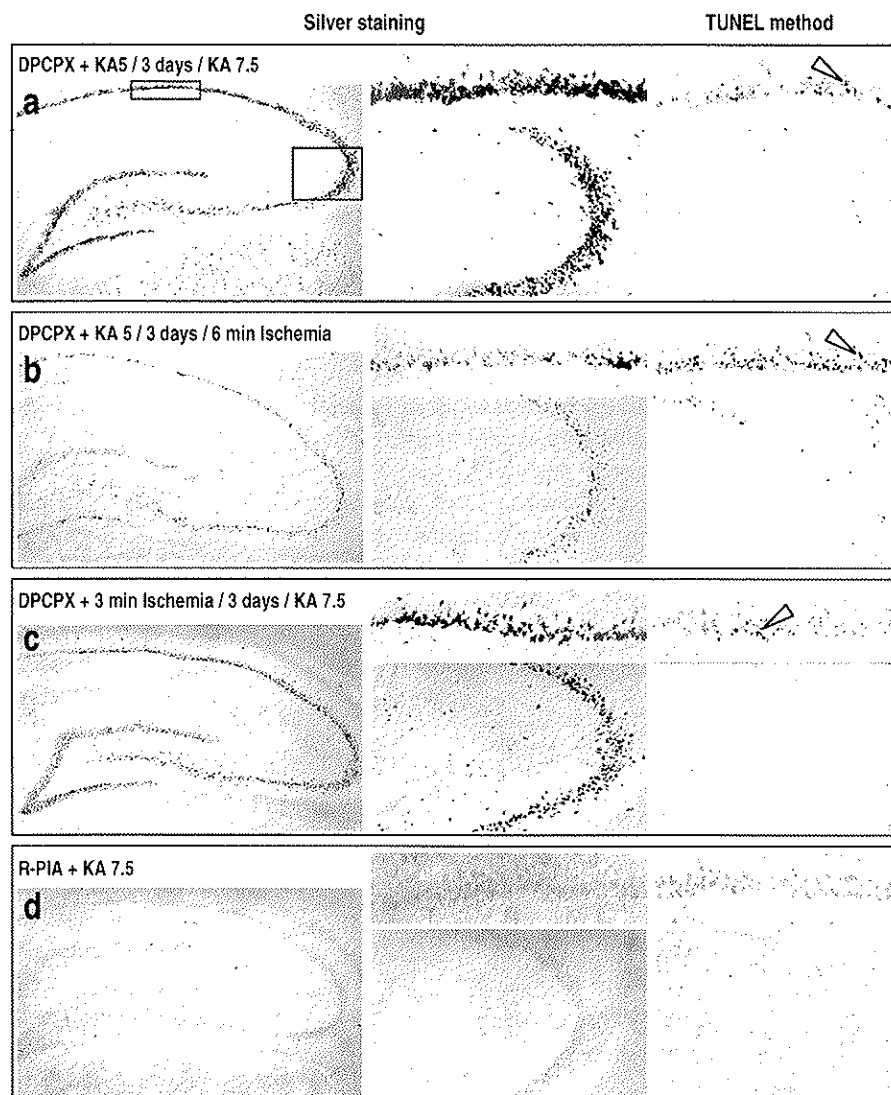 Silver staining TUNEL method
DPCPX + KA5 / 3 days / KA 7.5
a
DPCPX + KA 5 / 3 days / 6 min Ischemia
b
DPCPX + 3 min Ischemia / 3 days / KA 7.5
c
R-PIA + KA 7.5
d